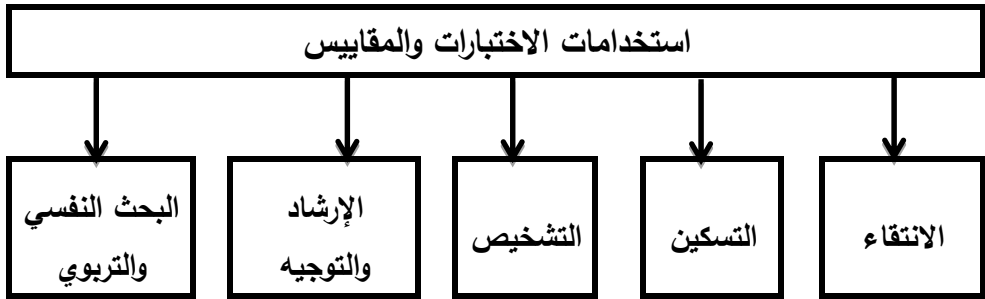 استخدامات الاختبارات والمقاييس
الانتقاء
التسكين
التشخيص
الإرشاد
والتوجيه
البحث النفسي
والتربوي